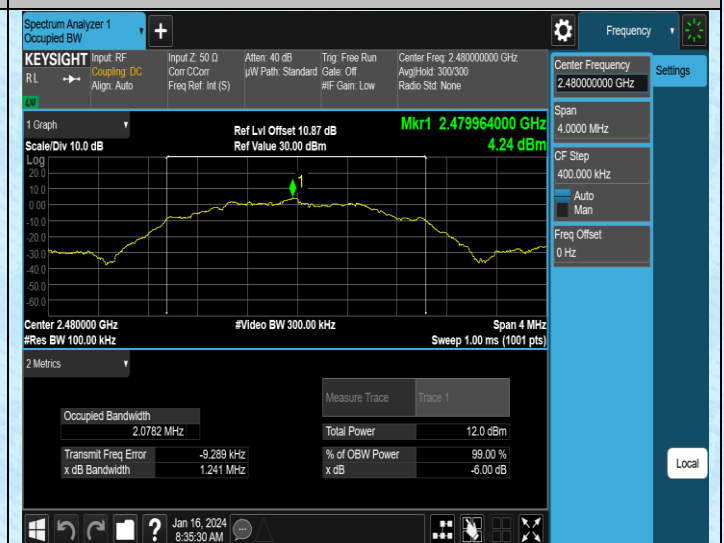 Spectrum Analyzer 1
Occupied BW
+
Frequency
KEYSIGHT
RL
LXI
Input: RF
Coupling: DC
Align: Auto
Input Z: 50 Ω
Corr CCorr
Freq Ref: Int (S)
Atten: 40 dB
µW Path: Standard
Trig: Free Run
Gate: Off
#IF Gain: Low
Center Freq: 2.480000000 GHz
Avg|Hold: 300/300
Radio Std: None
Center Frequency
2.480000000 GHz
Settings
Span
4.0000 MHz
CF Step
400.000 kHz
Auto
Man
Freq Offset
0 Hz
1 Graph
Scale/Div 10.0 dB
Ref Lvl Offset 10.87 dB
Ref Value 30.00 dBm
Mkr1 2.479964000 GHz
4.24 dBm
Log
20.0
10.0
0.00
-10.0
-20.0
-30.0
-40.0
-50.0
-60.0
1
Center 2.480000 GHz
#Res BW 100.00 kHz
#Video BW 300.00 kHz
Span 4 MHz
Sweep 1.00 ms (1001 pts)
2 Metrics
Measure Trace
Trace 1
Occupied Bandwidth
2.0782 MHz
Total Power
12.0 dBm
Transmit Freq Error
-9.289 kHz
% of OBW Power
99.00 %
x dB Bandwidth
1.241 MHz
x dB
-6.00 dB
Local
?
Jan 16, 2024
8:35:30 AM